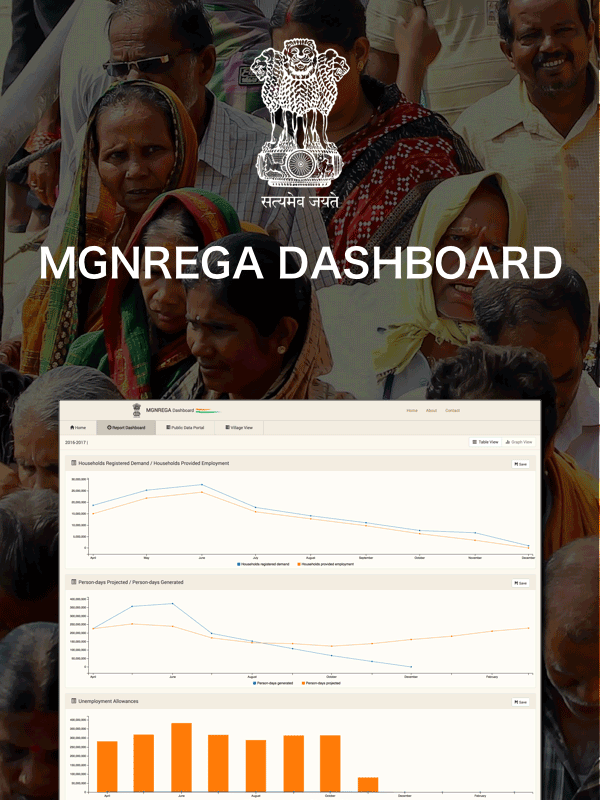 सत्यमेव जयते
MGNREGA DASHBOARD
MGNREGA Dashboard
Home About Contact
Home Report Dashboard Public Data Portal Village View
2016-2017 |
Table View Graph View
Households Registered Demand / Households Provided Employment
Save
April May June July August September October November December
Households registered demand Households provided employment
Person-days Projected / Person-days Generated
Save
April June August October December February
Person-days generated Person-days projected
Unemployment Allowances
Save
April June August October December February